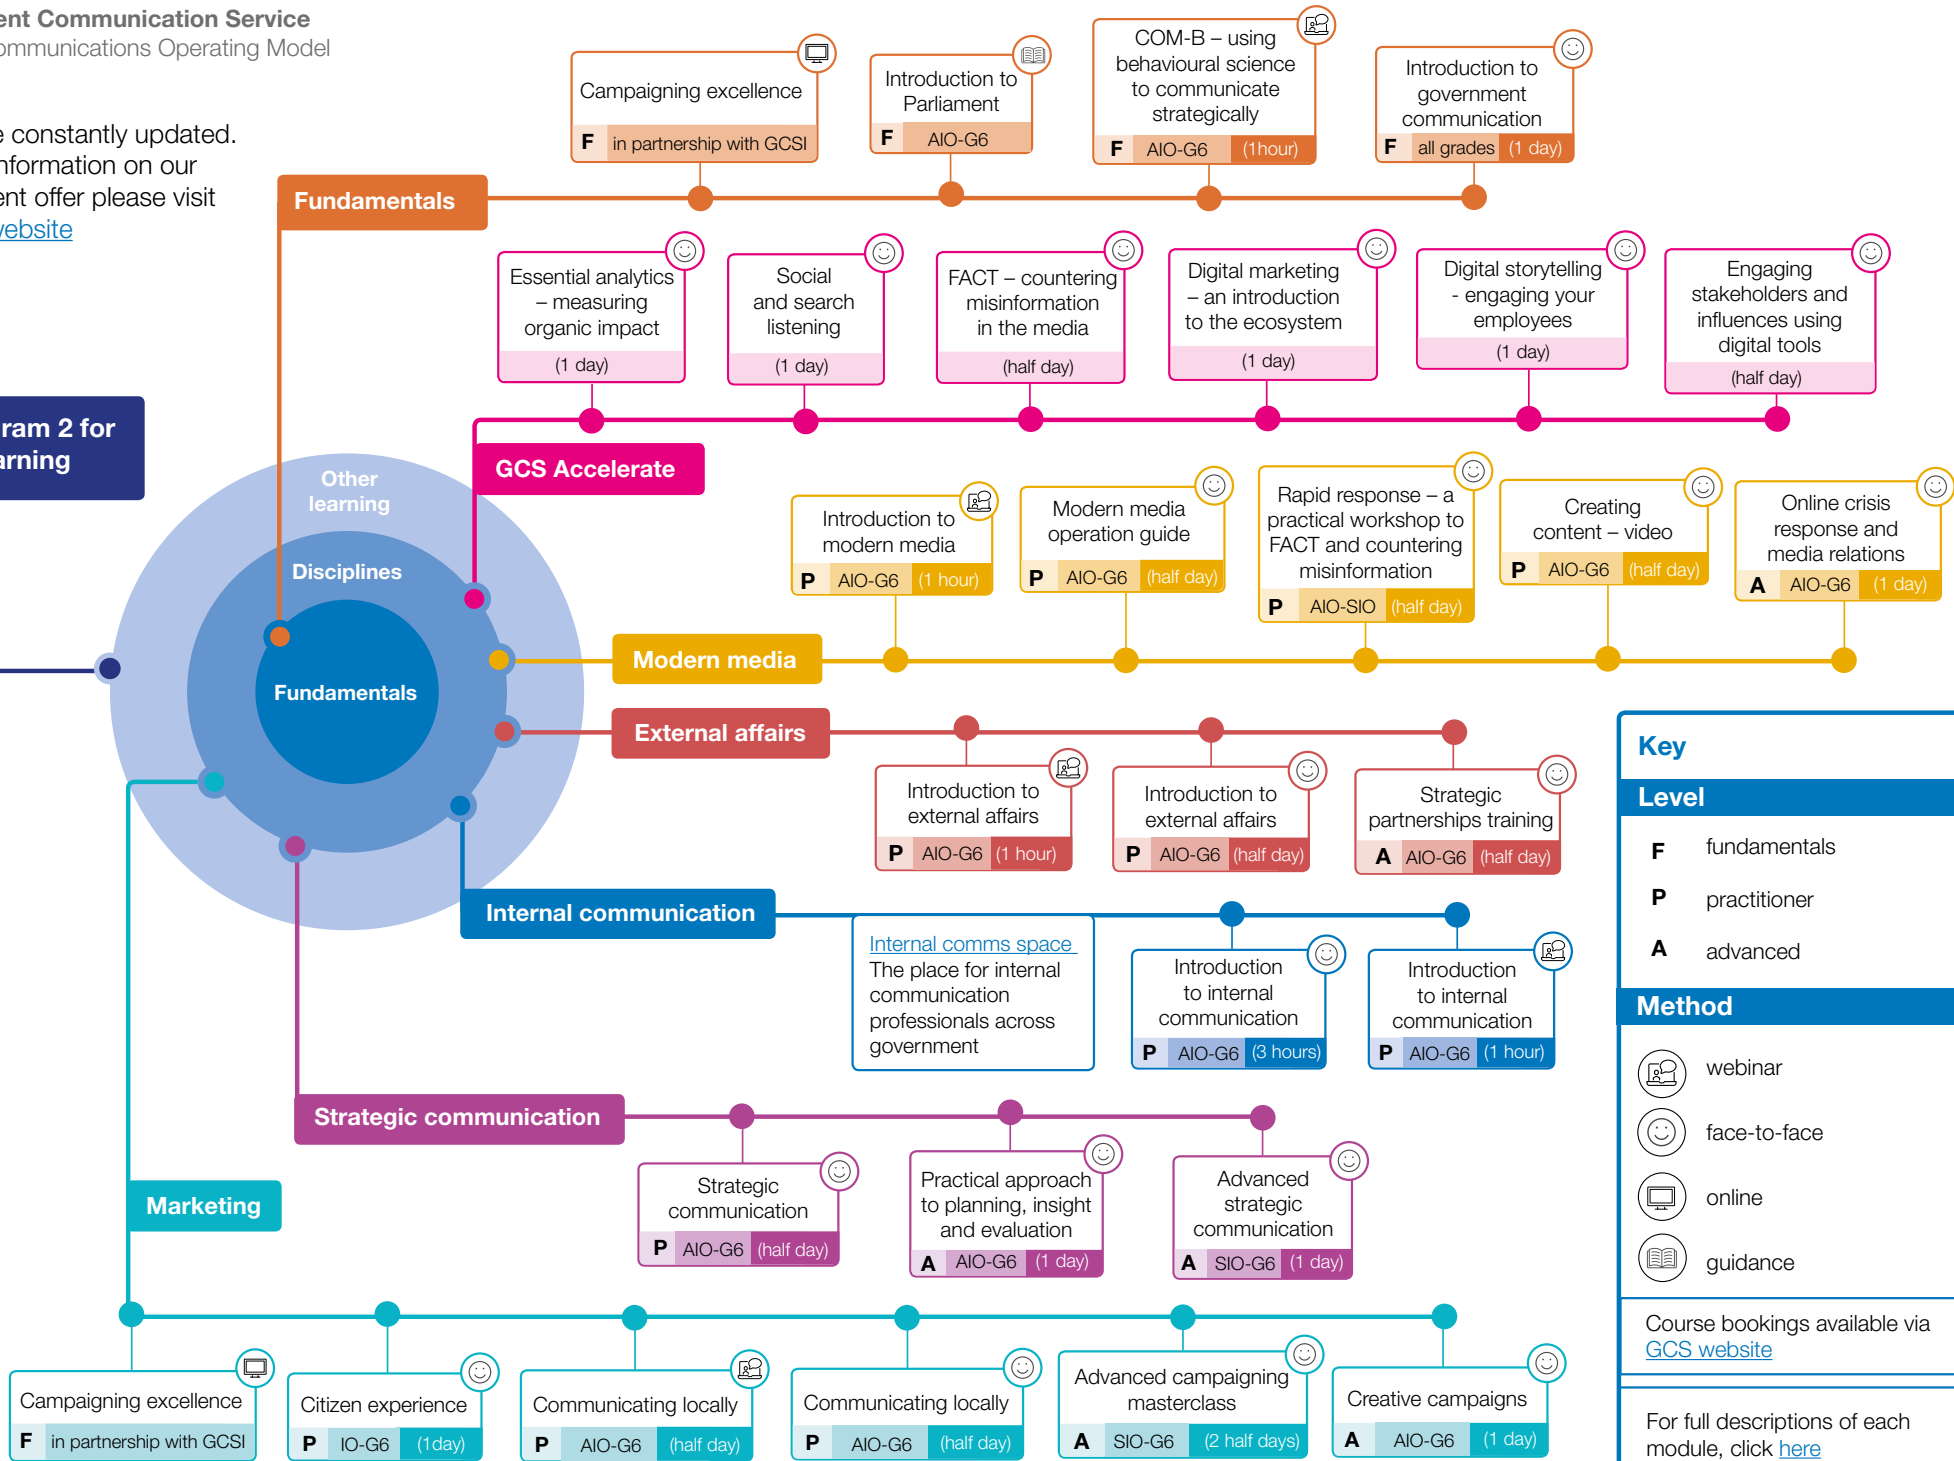 Communication Service
Operating Model
constantly updated.
information on our
offer please visit
website
2 for
Campaigning excellence
F in partnership with GCSI
Introduction to
Parliament
F AIO-G6
COM-B – using
behavioural science
to communicate
strategically
F AIO-G6 (1hour)
Introduction to
government
communication
F all grades (1 day)
Fundamentals
Essential analytics
– measuring
organic impact
(1 day)
Social
and search
listening
(1 day)
FACT – countering
misinformation
in the media
(half day)
Digital marketing
– an introduction
to the ecosystem
(1 day)
Digital storytelling
- engaging your
employees
(1 day)
Engaging
stakeholders and
influences using
digital tools
(half day)
GCS Accelerate
Other
learning
Disciplines
Fundamentals
Introduction to
modern media
P AIO-G6 (1 hour)
Modern media
operation guide
P AIO-G6 (half day)
Rapid response – a
practical workshop to
FACT and countering
misinformation
P AIO-SIO (half day)
Creating
content – video
P AIO-G6 (half day)
Online crisis
response and
media relations
A AIO-G6 (1 day)
Modern media
External affairs
Introduction to
external affairs
P AIO-G6 (1 hour)
Introduction to
external affairs
P AIO-G6 (half day)
Strategic
partnerships training
A AIO-G6 (half day)
Internal communication
Internal comms space
The place for internal
communication
professionals across
government
Introduction
to internal
communication
P AIO-G6 (3 hours)
Introduction
to internal
communication
P AIO-G6 (1 hour)
Strategic communication
Strategic
communication
P AIO-G6 (half day)
Practical approach
to planning, insight
and evaluation
A AIO-G6 (1 day)
Advanced
strategic
communication
A SIO-G6 (1 day)
Marketing
Campaigning excellence
F in partnership with GCSI
Citizen experience
P IO-G6 (1day)
Communicating locally
P AIO-G6 (half day)
Communicating locally
P AIO-G6 (half day)
Advanced campaigning
masterclass
A SIO-G6 (2 half days)
Creative campaigns
A AIO-G6 (1 day)
Key
Level
F fundamentals
P practitioner
A advanced
Method
webinar
face-to-face
online
guidance
Course bookings available via
GCS website
For full descriptions of each
module, click here